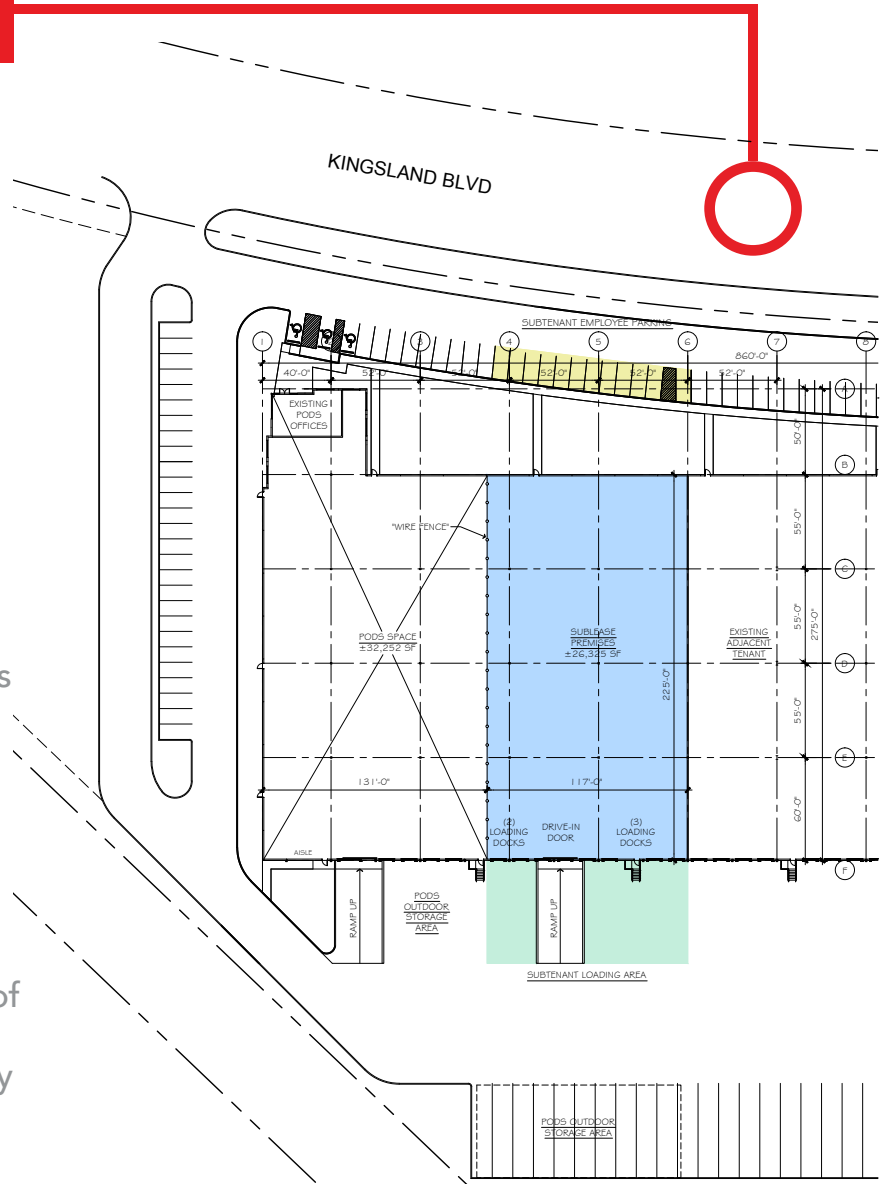 KINGSLAND BLVD
SUBTENANT EMPLOYEE PARKING
1
3
4
5
6
7
8
860'-0"
40'-0"
52'-0"
52'-0"
52'-0"
52'-0"
52'-0"
A
EXISTING
PODS
OFFICES
50'-0"
B
"WIRE FENCE"
55'-0"
C
PODS SPACE
±32,252 SF
SUBLEASE
PREMISES
±26,325 SF
EXISTING
ADJACENT
TENANT
55'-0"
275'-0"
D
s
225'-0"
55'-0"
E
131'-0"
117'-0"
60'-0"
(2)
LOADING
DOCKS
DRIVE-IN
DOOR
(3)
LOADING
DOCKS
AISLE
F
RAMP UP
PODS
OUTDOOR
STORAGE
AREA
RAMP UP
SUBTENANT LOADING AREA
of
y
PODS OUTDOOR
STORAGE AREA